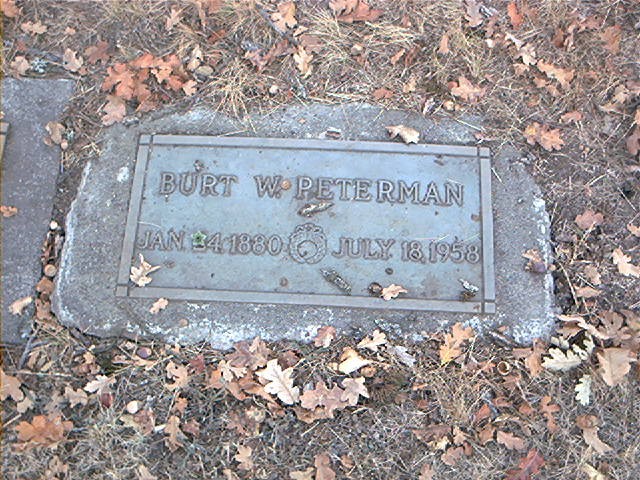 BURT W. PETERMAN
JAN. 24, 1880 JULY 18, 1958